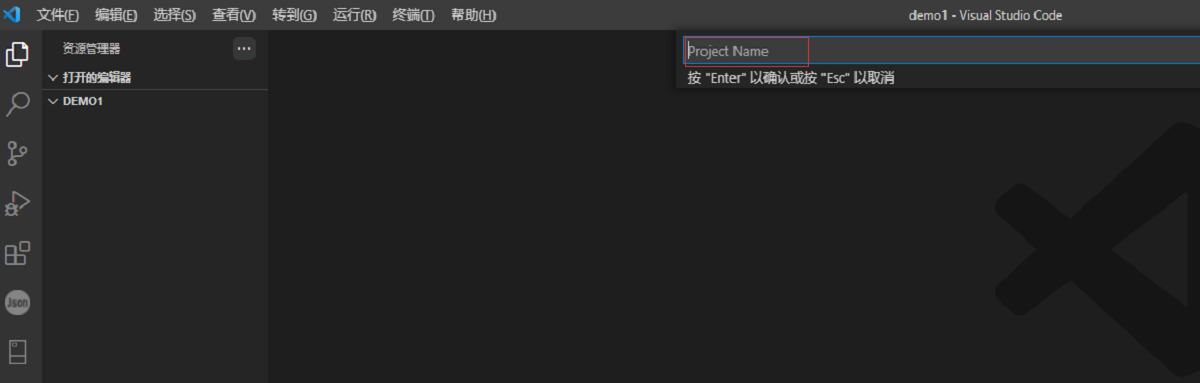 文件(F) 编辑(E) 选择(S) 查看(V) 转到(G) 运行(R) 终端(T) 帮助(H) demo1 - Visual Studio Code
资源管理器 ···
Project Name
打开的编辑器
按 "Enter" 以确认或按 "Esc" 以取消
DEMO1
Json